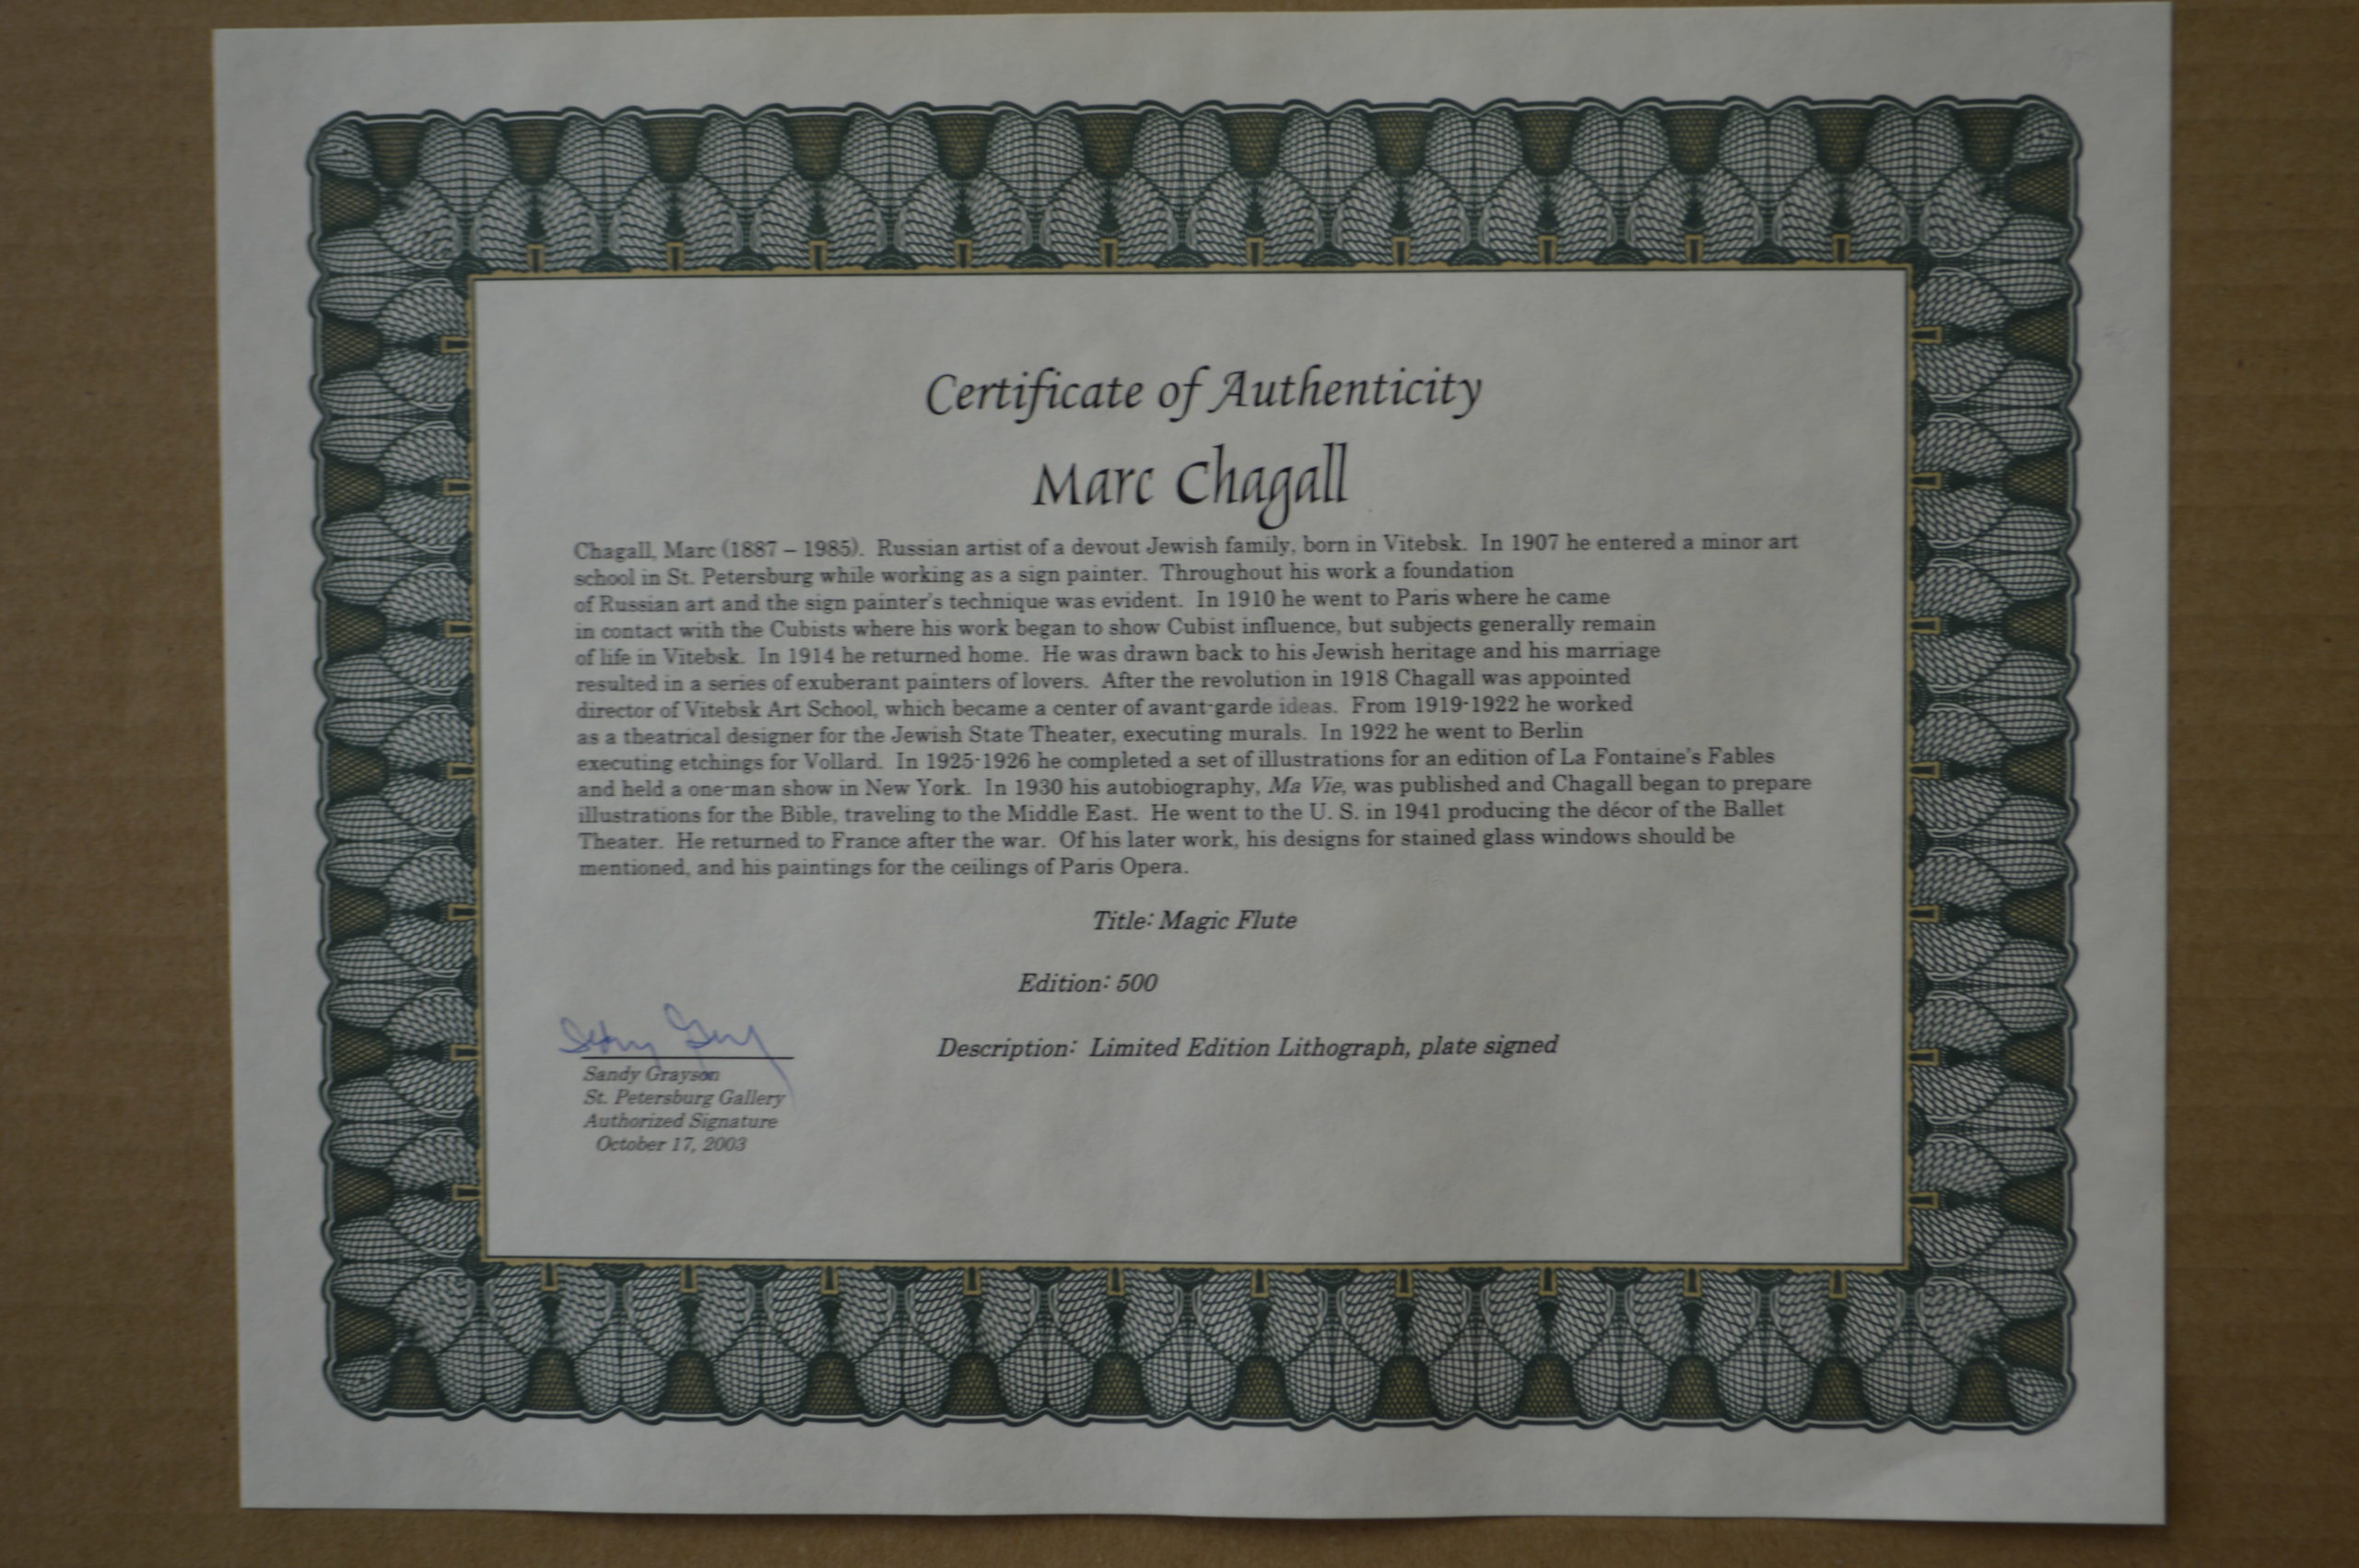 Certificate of Authenticity
Marc Chagall
Chagall, Marc (1887 – 1985).  Russian artist of a devout Jewish family, born in Vitebsk.  In 1907 he entered a minor art
school in St. Petersburg while working as a sign painter.  Throughout his work a foundation
of Russian art and the sign painter's technique was evident.  In 1910 he went to Paris where he came
in contact with the Cubists where his work began to show Cubist influence, but subjects generally remain
of life in Vitebsk.  In 1914 he returned home.  He was drawn back to his Jewish heritage and his marriage
resulted in a series of exuberant painters of lovers.  After the revolution in 1918 Chagall was appointed
director of Vitebsk Art School, which became a center of avant-garde ideas.  From 1919-1922 he worked
as a theatrical designer for the Jewish State Theater, executing murals.  In 1922 he went to Berlin
executing etchings for Vollard.  In 1925-1926 he completed a set of illustrations for an edition of La Fontaine's Fables
and held a one-man show in New York.  In 1930 his autobiography, Ma Vie, was published and Chagall began to prepare
illustrations for the Bible, traveling to the Middle East.  He went to the U. S. in 1941 producing the décor of the Ballet
Theater.  He returned to France after the war.  Of his later work, his designs for stained glass windows should be
mentioned, and his paintings for the ceilings of Paris Opera.
Title: Magic Flute
Edition: 500
Description:  Limited Edition Lithograph, plate signed
Sandy Grayson
St. Petersburg Gallery
Authorized Signature
October 17, 2003